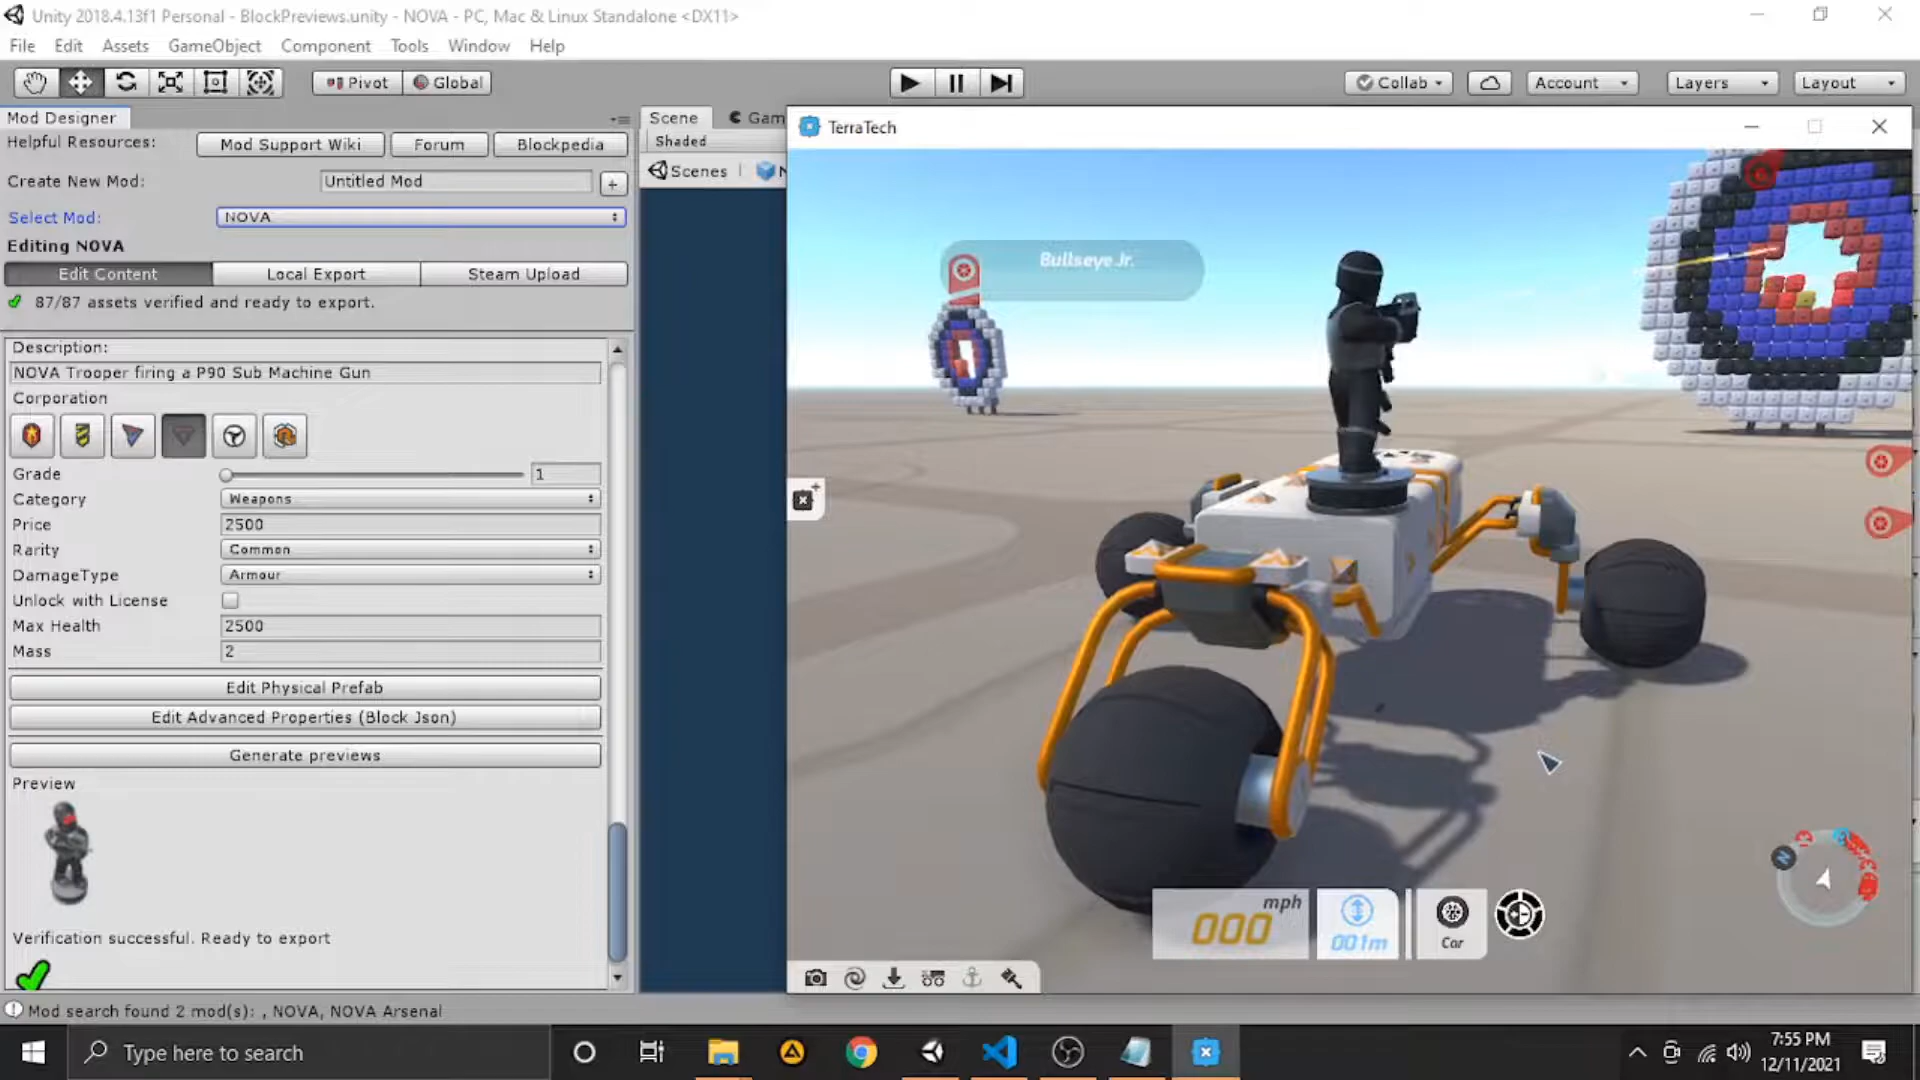 Unity 2018.4.13f1 Personal - BlockPreviews.unity - NOVA - PC, Mac & Linux Standalone <DX11>
File Edit Assets GameObject Component Tools Window Help
Pivot Global Collab Account Layers Layout
Mod Designer
Helpful Resources: Mod Support Wiki Forum Blockpedia
Create New Mod: Untitled Mod +
Select Mod: NOVA
Editing NOVA
Edit Content Local Export Steam Upload
87/87 assets verified and ready to export.
Description:
NOVA Trooper firing a P90 Sub Machine Gun
Corporation
Grade 1
Category Weapons
Price 2500
Rarity Common
DamageType Armour
Unlock with License
Max Health 2500
Mass 2
Edit Physical Prefab
Edit Advanced Properties (Block Json)
Generate previews
Preview
Verification successful. Ready to export
Mod search found 2 mod(s): , NOVA, NOVA Arsenal
Scene Gam
Shaded
Scenes
TerraTech
Bullseye Jr.
N
mph
000
001m
Car
Type here to search
7:55 PM
12/11/2021